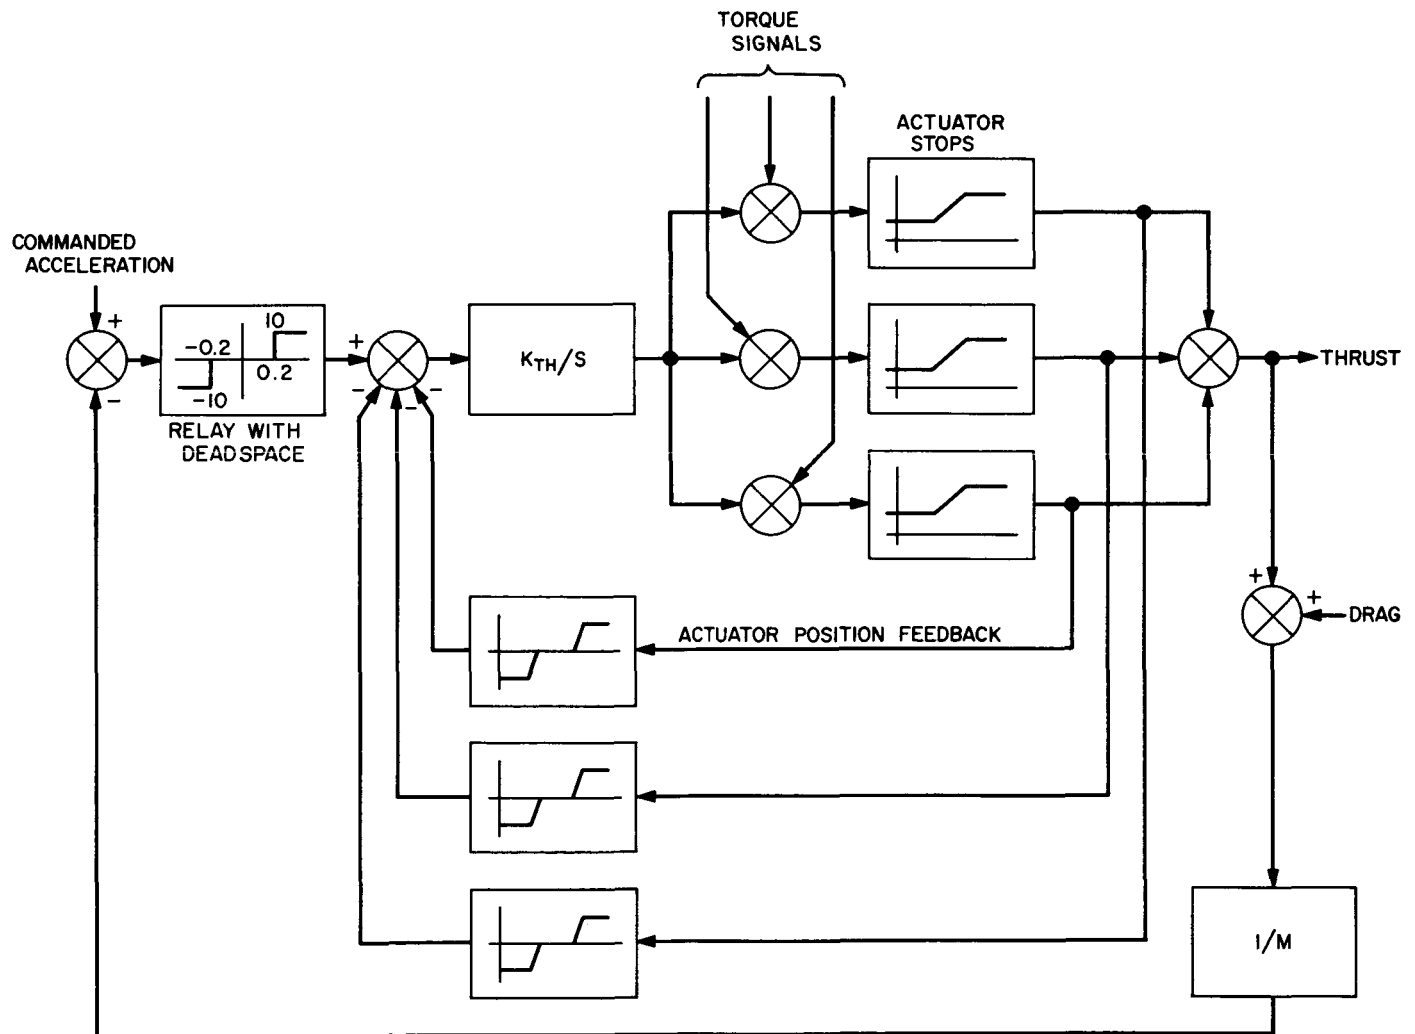 TORQUE
SIGNALS
ACTUATOR
STOPS
COMMANDED
ACCELERATION
+
-
-0.2
10
0.2
-10
RELAY WITH
DEADSPACE
+
-
-
-
KTH/S
THRUST
+
+
DRAG
ACTUATOR POSITION FEEDBACK
1/M